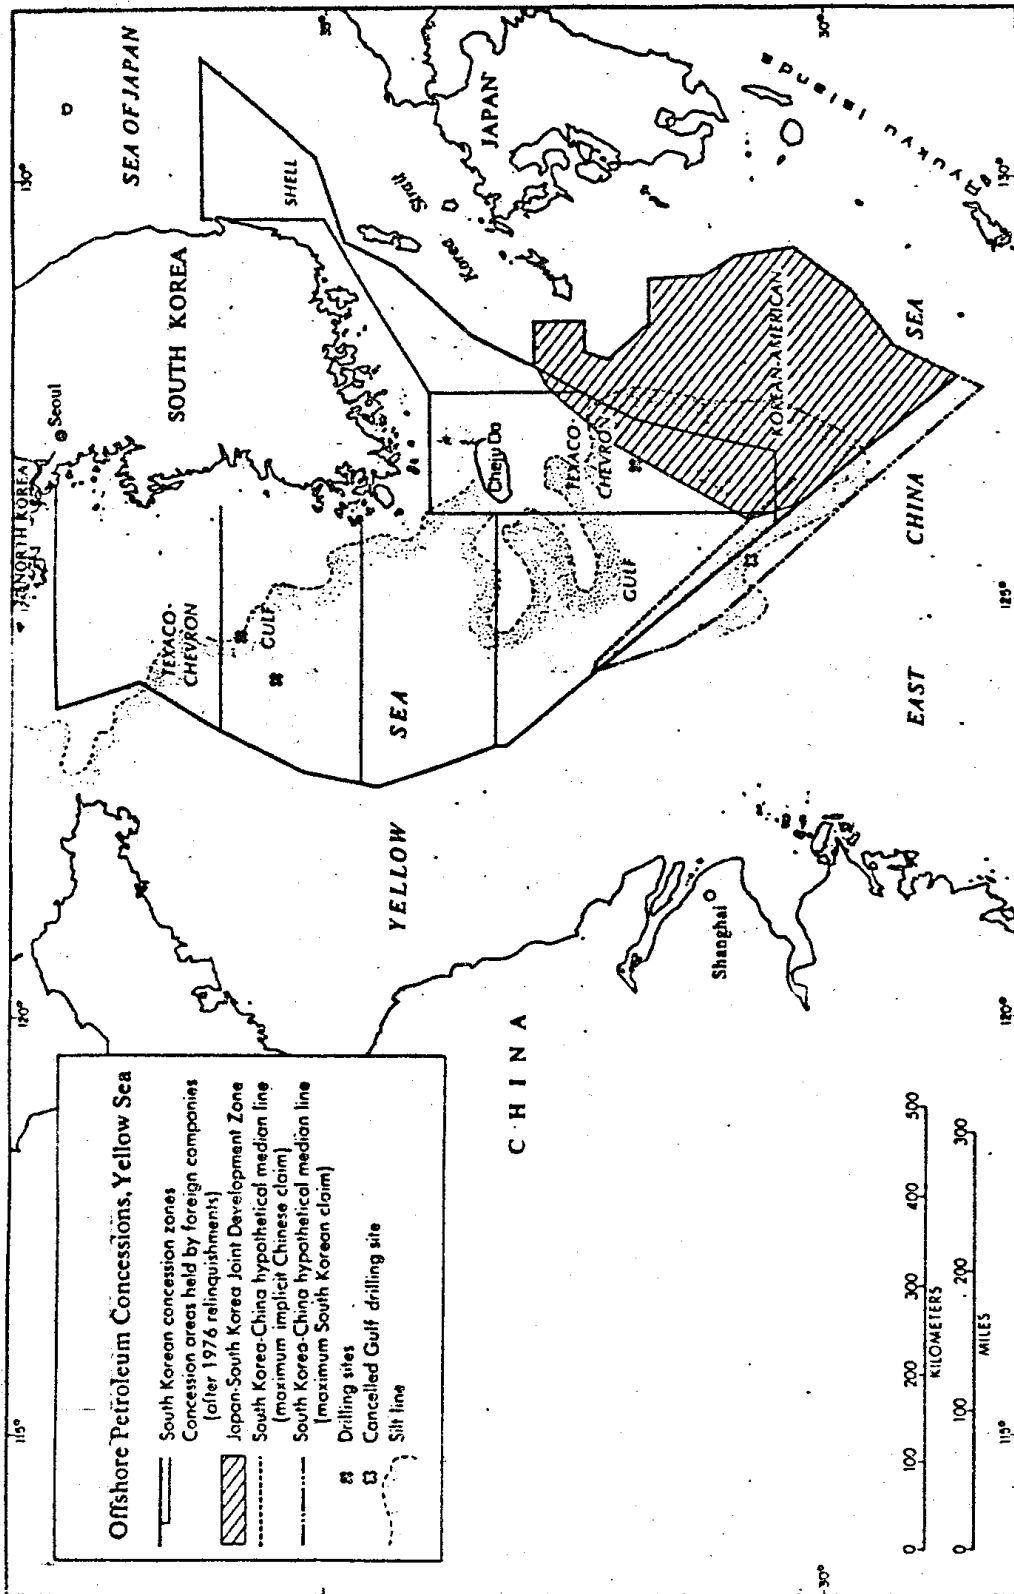 Offshore Petroleum Concessions, Yellow Sea
South Korean concession zones
Concession areas held by foreign companies
(after 1976 relinquishments)
Japan-South Korea Joint Development Zone
South Korea-China hypothetical median line
(maximum implicit Chinese claim)
South Korea-China hypothetical median line
(maximum South Korean claim)
Drilling sites
Cancelled Gulf drilling site
Silt line
NORTH KOREA
Seoul
SOUTH KOREA
SEA OF JAPAN
SHELL
Korea Strait
JAPAN
Ryukyu Islands
TEXACO-
CHEVRON
GULF
YELLOW SEA
Cheju Do
TEXACO-
CHEVRON
GULF
KOREAN-AMERICAN
EAST CHINA SEA
CHINA
Shanghai
115°
120°
130°
35°
30°
115°
120°
125°
130°
30°
0 100 200 300 400 500
KILOMETERS
0 100 200 300
MILES